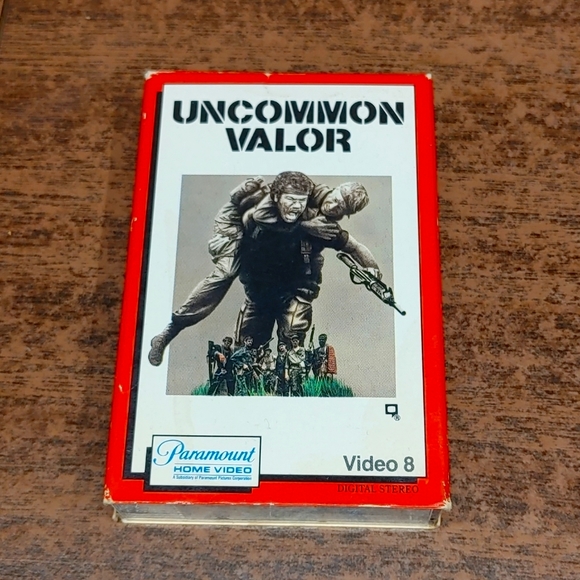 UNCOMMON
VALOR
Paramount
HOME VIDEO
A Subsidiary of Paramount Pictures Corporation
Video 8
DIGITAL STEREO